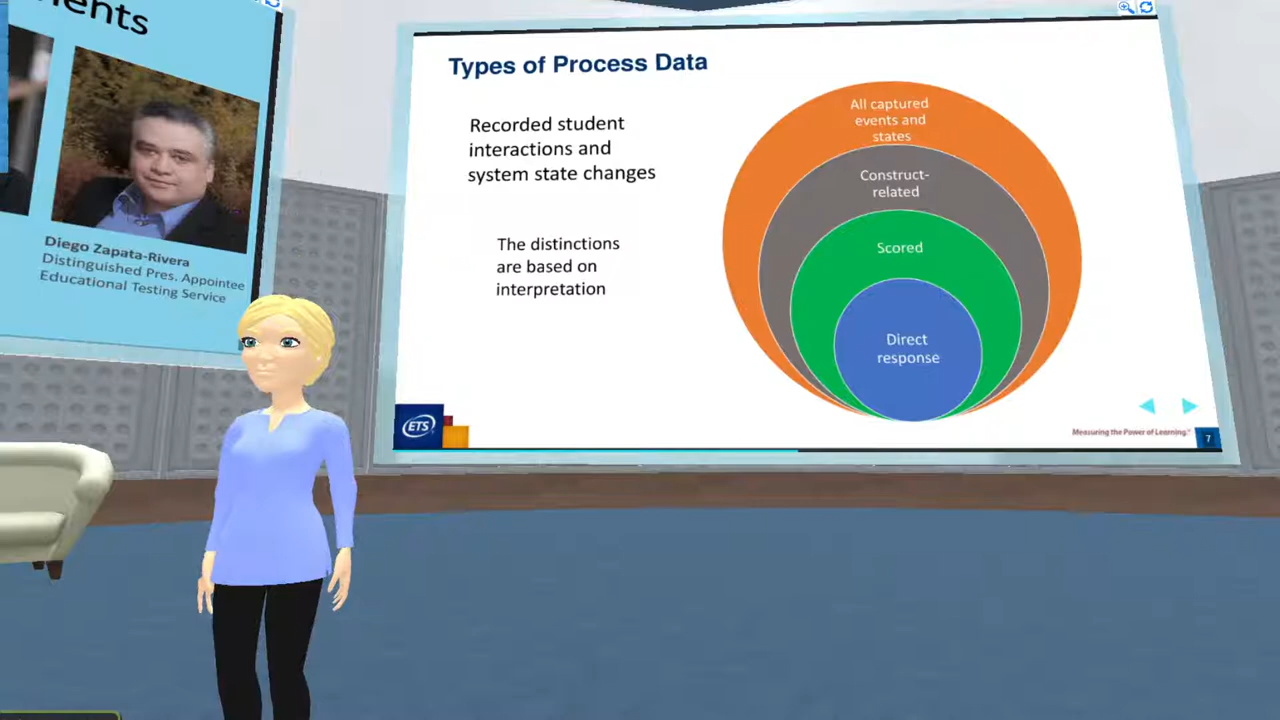 Diego Zapata-Rivera
Distinguished Pres. Appointee
Educational Testing Service
Types of Process Data
Recorded student
interactions and
system state changes
The distinctions
are based on
interpretation
All captured
events and
states
Construct-
related
Scored
Direct
response
ETS
Measuring the Power of Learning.®
7